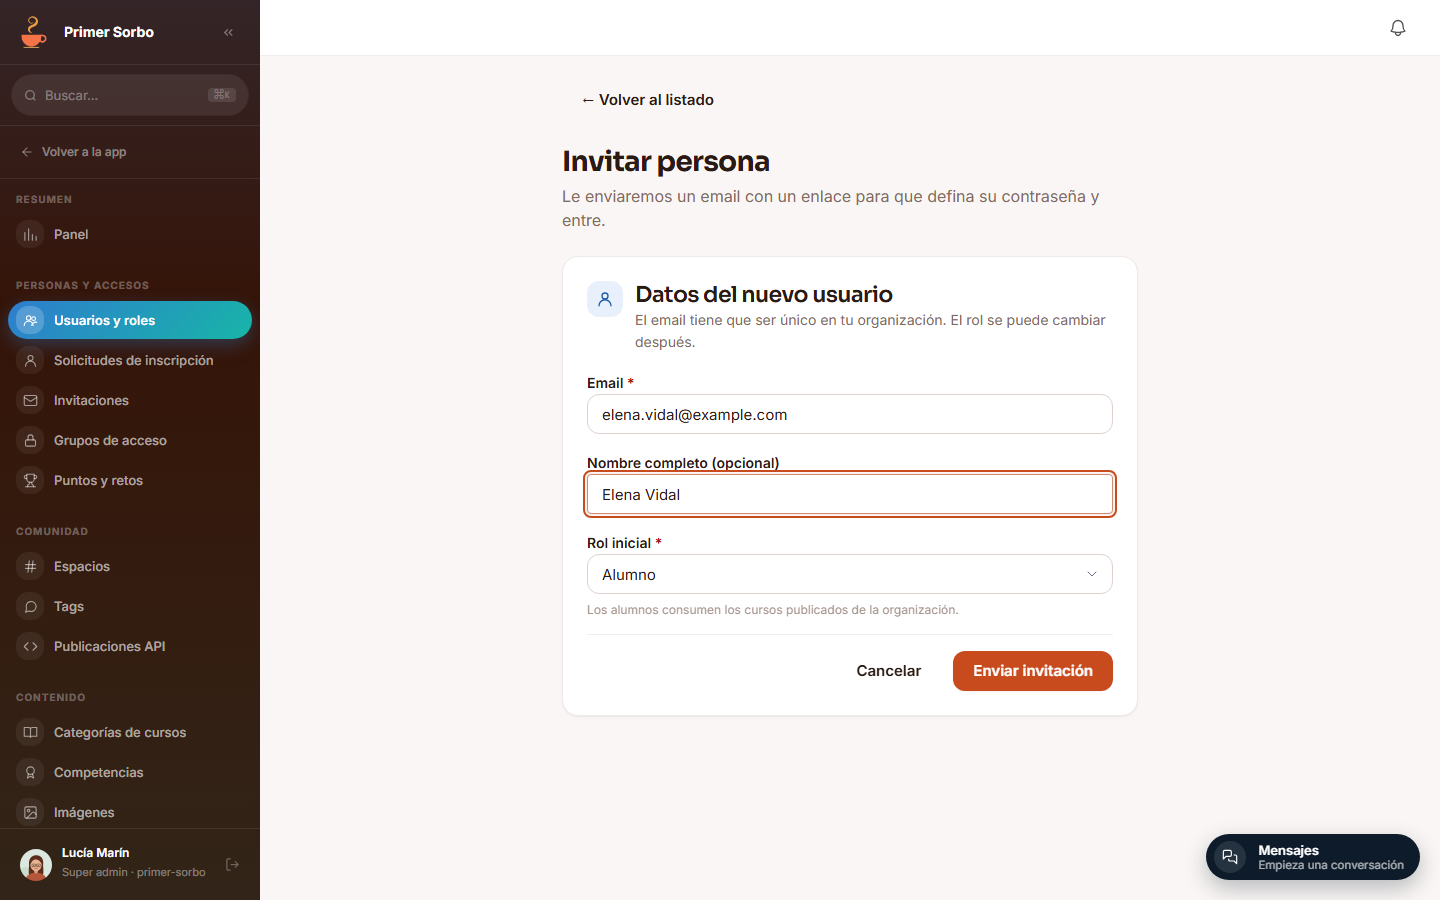 Primer Sorbo
«
Buscar...
⌘K
← Volver a la app
RESUMEN
Panel
PERSONAS Y ACCESOS
Usuarios y roles
Solicitudes de inscripción
Invitaciones
Grupos de acceso
Puntos y retos
COMUNIDAD
Espacios
Tags
Publicaciones API
CONTENIDO
Categorías de cursos
Competencias
Imágenes
Lucía Marín
Super admin · primer-sorbo
← Volver al listado
Invitar persona
Le enviaremos un email con un enlace para que defina su contraseña y
entre.
Datos del nuevo usuario
El email tiene que ser único en tu organización. El rol se puede cambiar
después.
Email *
elena.vidal@example.com
Nombre completo (opcional)
Elena Vidal
Rol inicial *
Alumno
Los alumnos consumen los cursos publicados de la organización.
Cancelar
Enviar invitación
Mensajes
Empieza una conversación